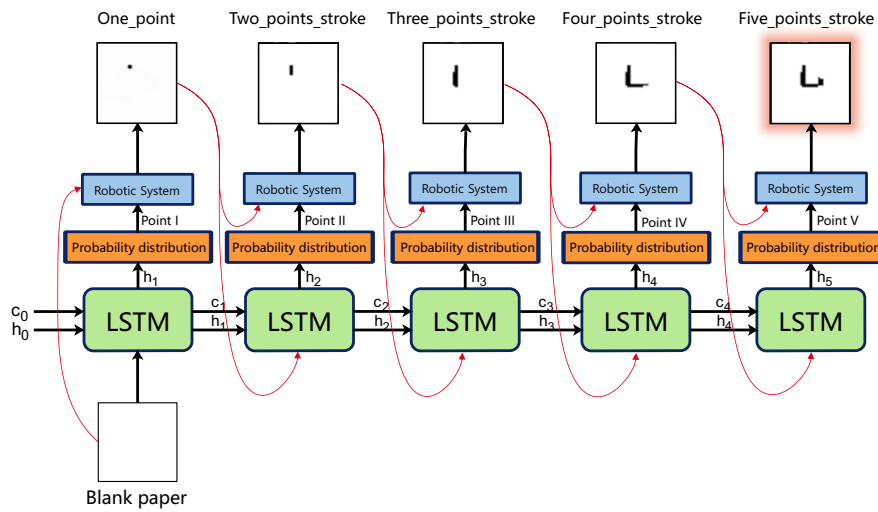 One_point Two_points_stroke Three_points_stroke Four_points_stroke Five_points_stroke
Robotic System Robotic System Robotic System Robotic System Robotic System
Point I Point II Point III Point IV Point V
Probability distribution Probability distribution Probability distribution Probability distribution Probability distribution
h1 h2 h3 h4 h5
c0 c1 c2 c3 c4
LSTM LSTM LSTM LSTM LSTM
h0 h1 h2 h3 h4
Blank paper